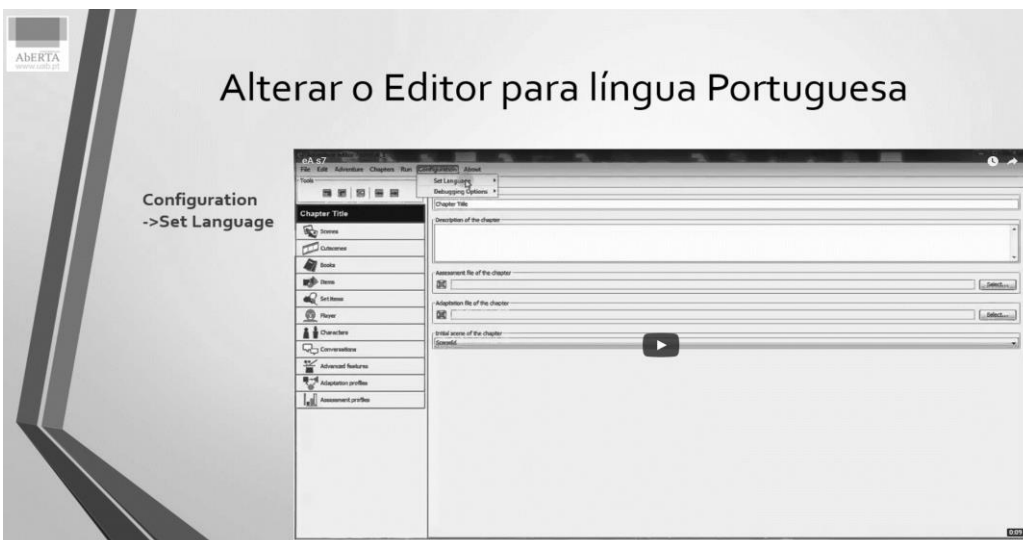 AbERTA
www.uab.pt
Alterar o Editor para língua Portuguesa
Configuration
->Set Language
eA s7
File Edit Adventure Chapters Run Configuration About
Tools
Set Language
Debugging Options
Chapter Title
Chapter Title
Description of the chapter
Scenes
Cutscenes
Books
Items
Set Items
Player
Characters
Conversations
Advanced features
Adaptation profiles
Assessment profiles
Assessment file of the chapter
Select...
Adaptation file of the chapter
Select...
Initial scene of the chapter
SceneId
0:09